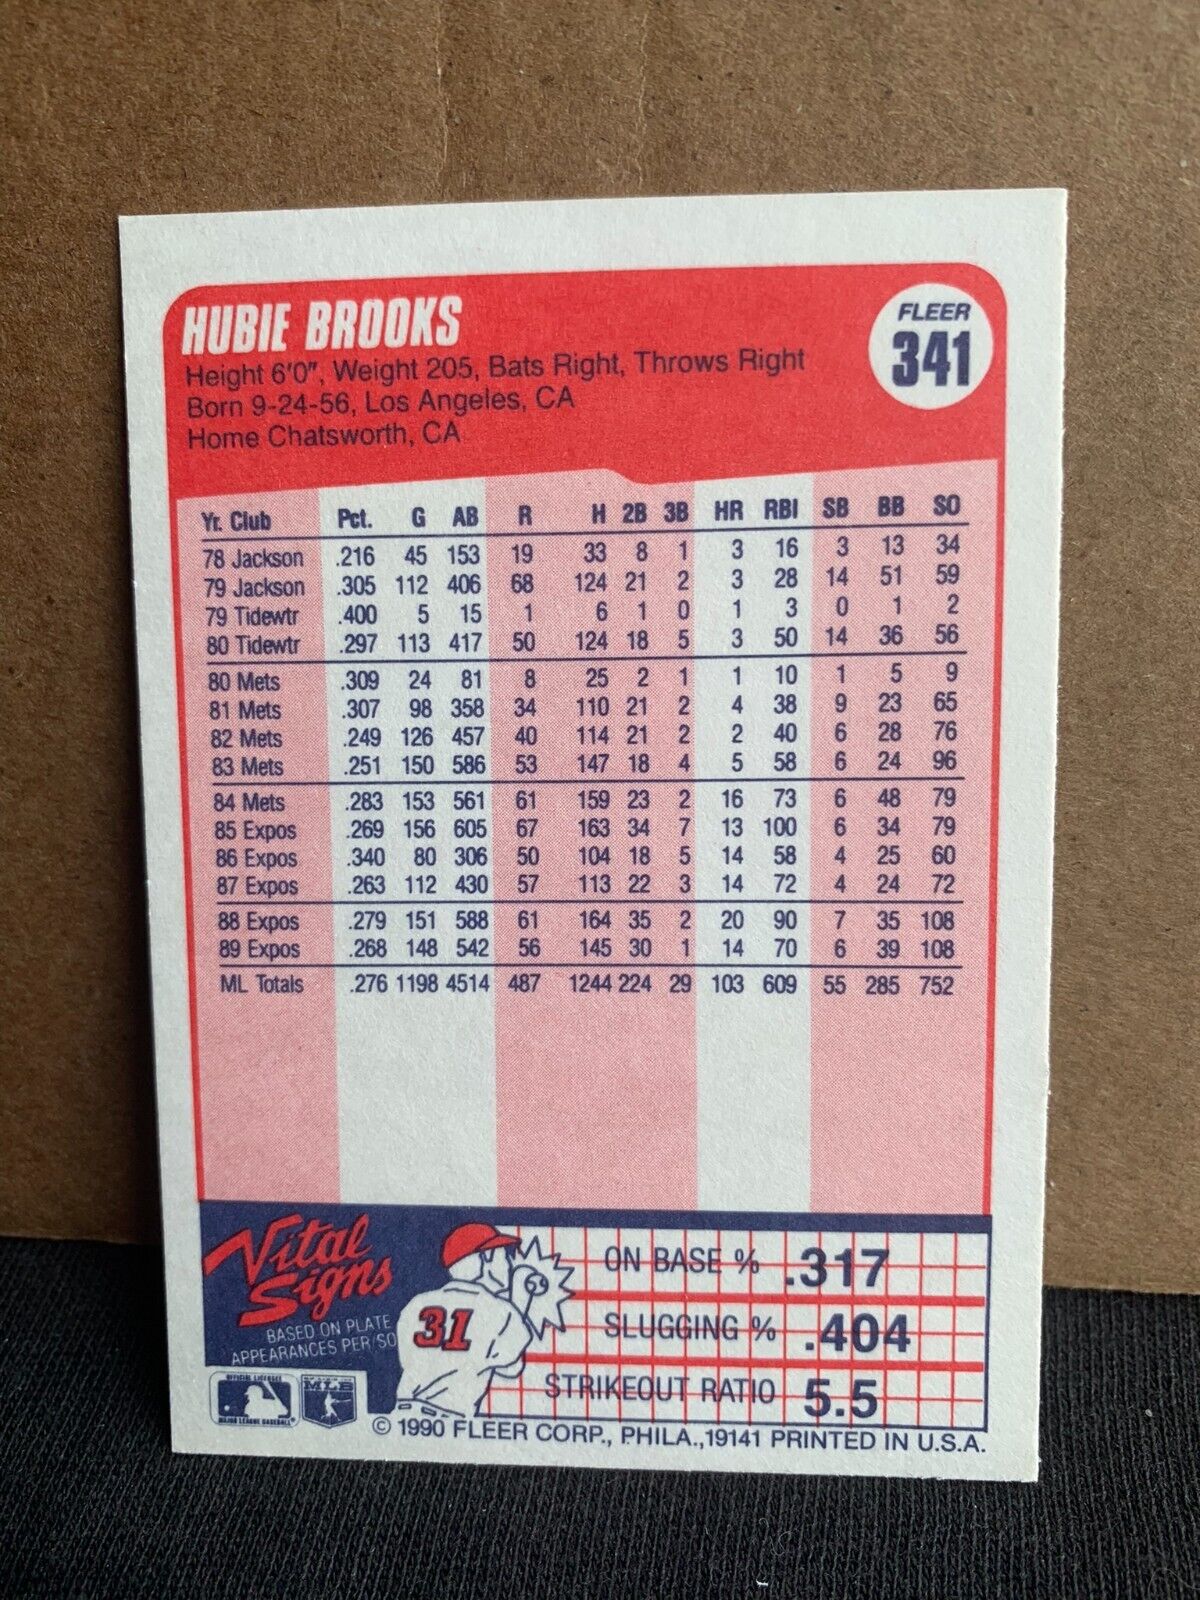 HUBIE BROOKS
FLEER
341
Height 6'0", Weight 205, Bats Right, Throws Right
Born 9-24-56, Los Angeles, CA
Home Chatsworth, CA
Yr. Club Pct. G AB R H 2B 3B HR RBI SB BB SO
78 Jackson .216 45 153 19 33 8 1 3 16 3 13 34
79 Jackson .305 112 406 68 124 21 2 3 28 14 51 59
79 Tidewtr .400 5 15 1 6 1 0 1 3 0 1 2
80 Tidewtr .297 113 417 50 124 18 5 3 50 14 36 56
80 Mets .309 24 81 8 25 2 1 1 10 1 5 9
81 Mets .307 98 358 34 110 21 2 4 38 9 23 65
82 Mets .249 126 457 40 114 21 2 2 40 6 28 76
83 Mets .251 150 586 53 147 18 4 5 58 6 24 96
84 Mets .283 153 561 61 159 23 2 16 73 6 48 79
85 Expos .269 156 605 67 163 34 7 13 100 6 34 79
86 Expos .340 80 306 50 104 18 5 14 58 4 25 60
87 Expos .263 112 430 57 113 22 3 14 72 4 24 72
88 Expos .279 151 588 61 164 35 2 20 90 7 35 108
89 Expos .268 148 542 56 145 30 1 14 70 6 39 108
ML Totals .276 1198 4514 487 1244 224 29 103 609 55 285 752
Vital Signs
BASED ON PLATE
APPEARANCES PER SO
31
ON BASE % .317
SLUGGING % .404
STRIKEOUT RATIO 5.5
OFFICIAL LICENSEE
MAJOR LEAGUE BASEBALL
MLB
© 1990 FLEER CORP., PHILA.,19141 PRINTED IN U.S.A.